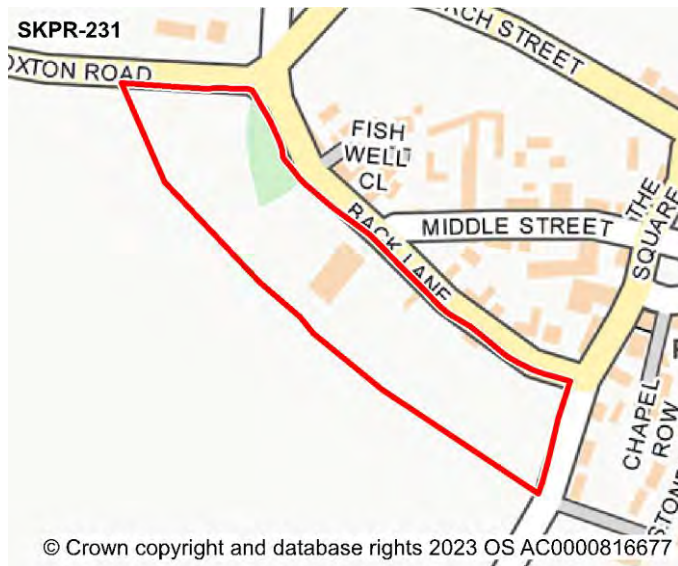 SKPR-231
OXTON ROAD
RCH STREET
FISH
WELL
CL
BACK LANE
MIDDLE STREET
THE
SQUARE
CHAPEL
ROW
STONE
© Crown copyright and database rights 2023 OS AC0000816677